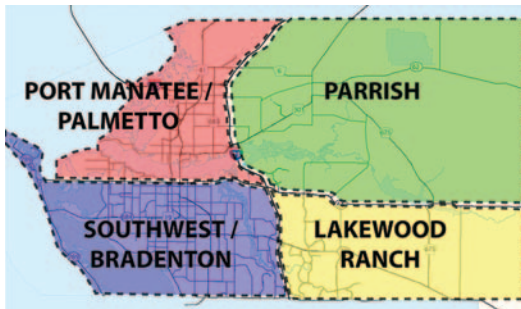 PORT MANATEE /
PALMETTO
PARRISH
SOUTHWEST /
BRADENTON
LAKEWOOD
RANCH